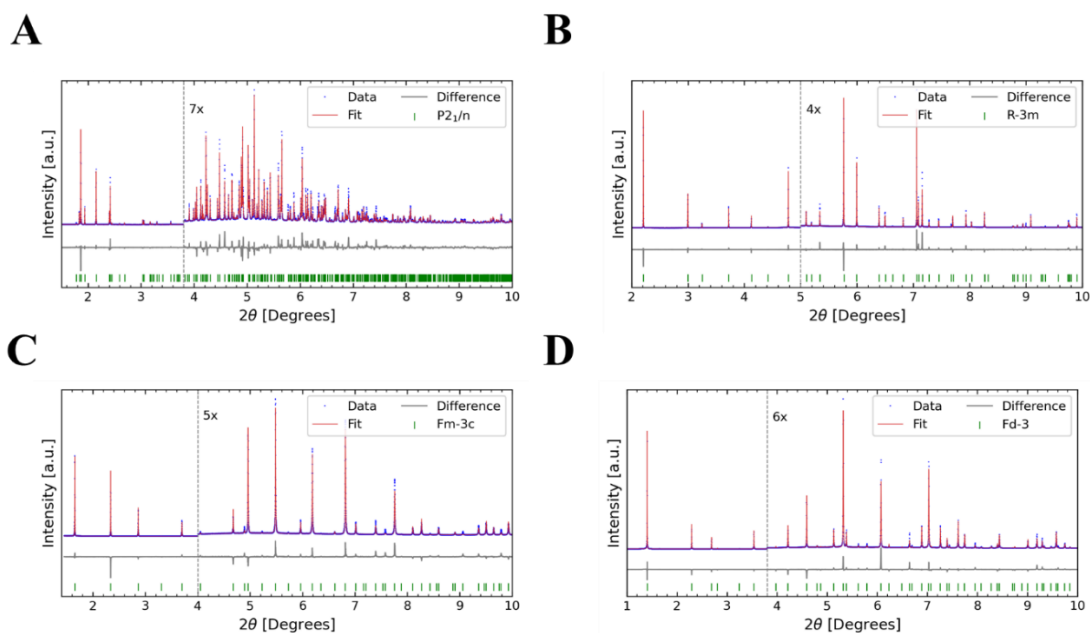 A
7x
Data
Difference
Fit
P2₁/n
Intensity [a.u.]
2 3 4 5 6 7 8 9 10
2θ [Degrees]
B
4x
Data
Difference
Fit
R-3m
Intensity [a.u.]
2 3 4 5 6 7 8 9 10
2θ [Degrees]
C
5x
Data
Difference
Fit
Fm-3c
Intensity [a.u.]
2 3 4 5 6 7 8 9 10
2θ [Degrees]
D
6x
Data
Difference
Fit
Fd-3
Intensity [a.u.]
1 2 3 4 5 6 7 8 9 10
2θ [Degrees]